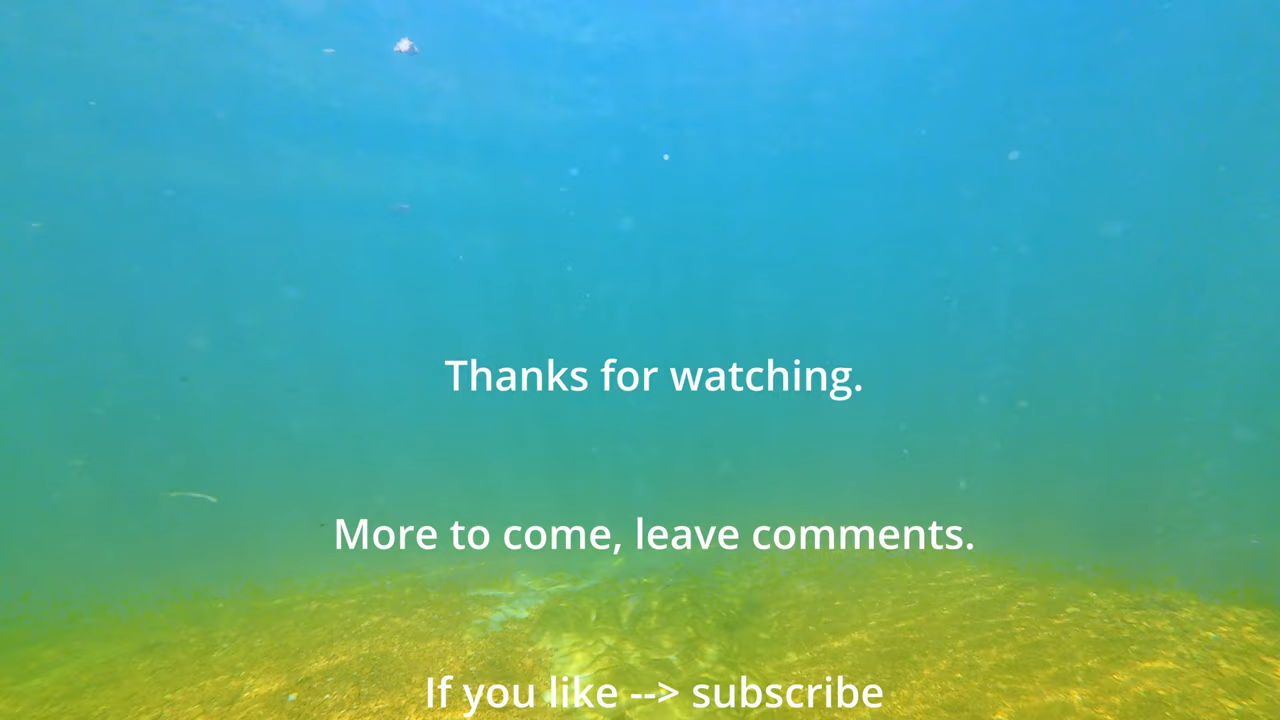 Thanks for watching.
More to come, leave comments.
If you like --> subscribe